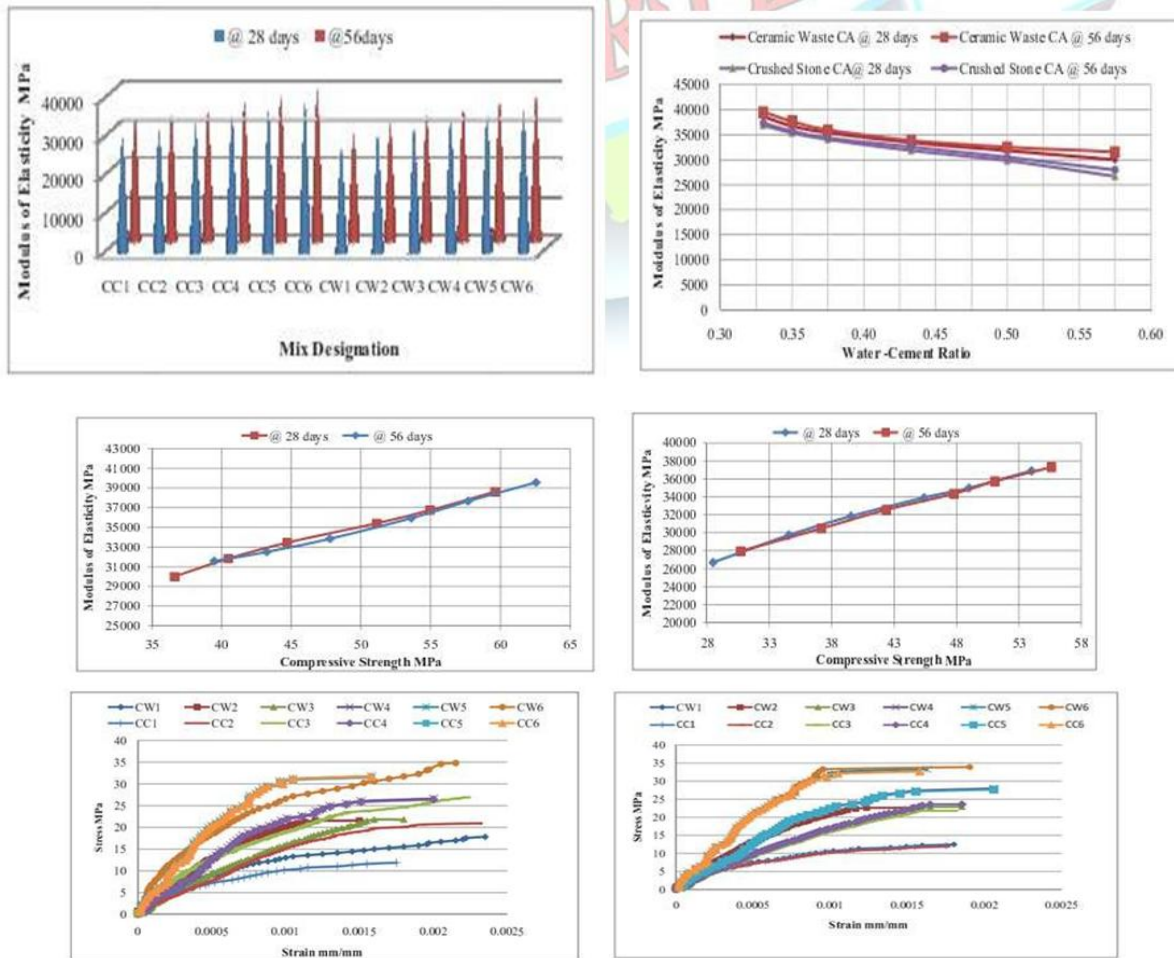 @ 28 days @56days
Modulus of Elasticity MPa
40000
30000
20000
10000
0
CC1 CC2 CC3 CC4 CC5 CC6 CW1 CW2 CW3 CW4 CW5 CW6
Mix Designation
Ceramic Waste CA @ 28 days Ceramic Waste CA @ 56 days
Crushed Stone CA@ 28 days Crushed Stone CA @ 56 days
Moidulus of Elasticity MPa
45000
40000
35000
30000
25000
20000
15000
10000
5000
0
0.30 0.35 0.40 0.45 0.50 0.55 0.60
Water -Cement Ratio
@ 28 days @ 56 days
Modulus of Elasticity MPa
43000
41000
39000
37000
35000
33000
31000
29000
27000
25000
35 40 45 50 55 60 65
Compressive Strength MPa
@ 28 days @ 56 days
Modulus of Elasticvity MPa
40000
38000
36000
34000
32000
30000
28000
26000
24000
22000
20000
28 33 38 43 48 53 58
Compressive Strength MPa
CW1 CW2 CW3 CW4 CW5 CW6
CC1 CC2 CC3 CC4 CC5 CC6
Stress MPa
40
35
30
25
20
15
10
5
0
0 0.0005 0.001 0.0015 0.002 0.0025
Strain mm/mm
CW1 CW2 CW3 CW4 CW5 CW6
CC1 CC2 CC3 CC4 CC5 CC6
Stress MPa
40
35
30
25
20
15
10
5
0
0 0.0005 0.001 0.0015 0.002 0.0025
Strain mm/mm